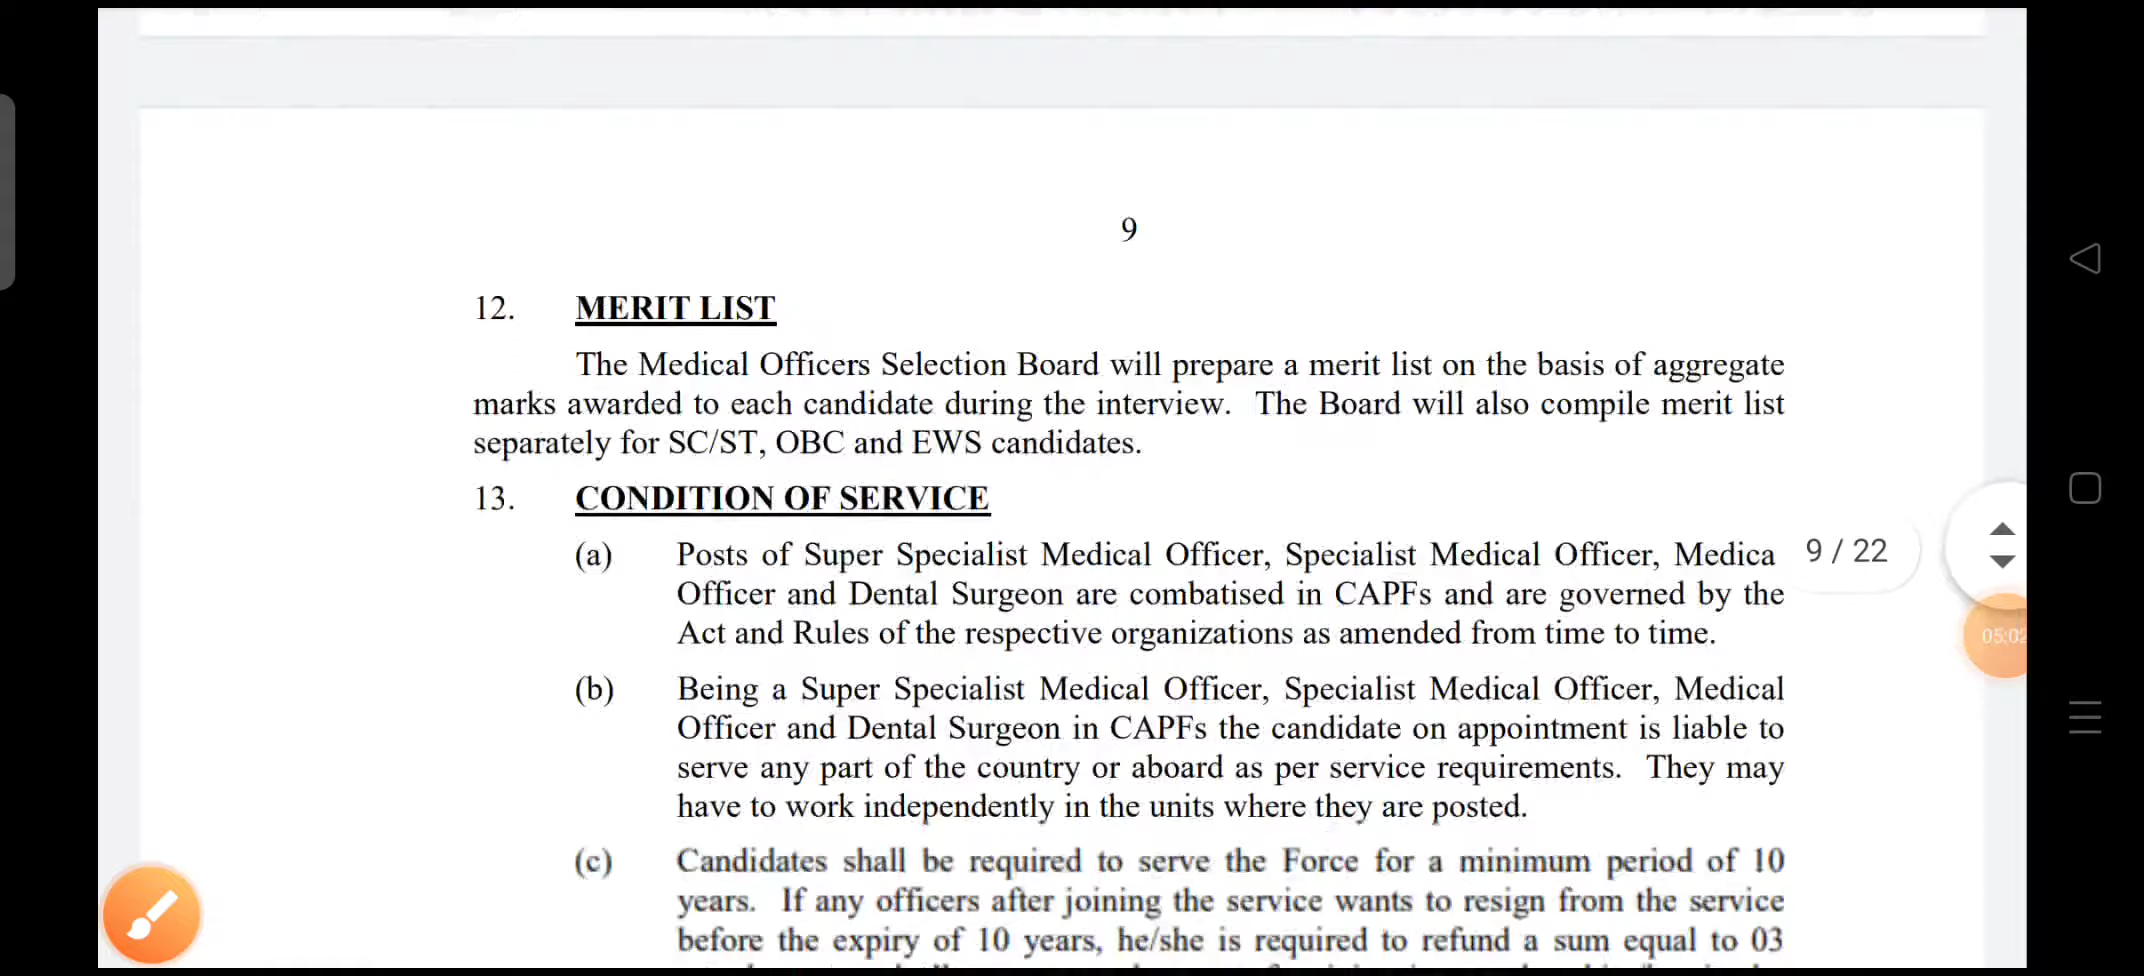 9
12. MERIT LIST
The Medical Officers Selection Board will prepare a merit list on the basis of aggregate
marks awarded to each candidate during the interview. The Board will also compile merit list
separately for SC/ST, OBC and EWS candidates.
13. CONDITION OF SERVICE
(a) Posts of Super Specialist Medical Officer, Specialist Medical Officer, Medica
Officer and Dental Surgeon are combatised in CAPFs and are governed by the
Act and Rules of the respective organizations as amended from time to time.
(b) Being a Super Specialist Medical Officer, Specialist Medical Officer, Medical
Officer and Dental Surgeon in CAPFs the candidate on appointment is liable to
serve any part of the country or aboard as per service requirements. They may
have to work independently in the units where they are posted.
(c) Candidates shall be required to serve the Force for a minimum period of 10
years. If any officers after joining the service wants to resign from the service
before the expiry of 10 years, he/she is required to refund a sum equal to 03
9 / 22
05:02